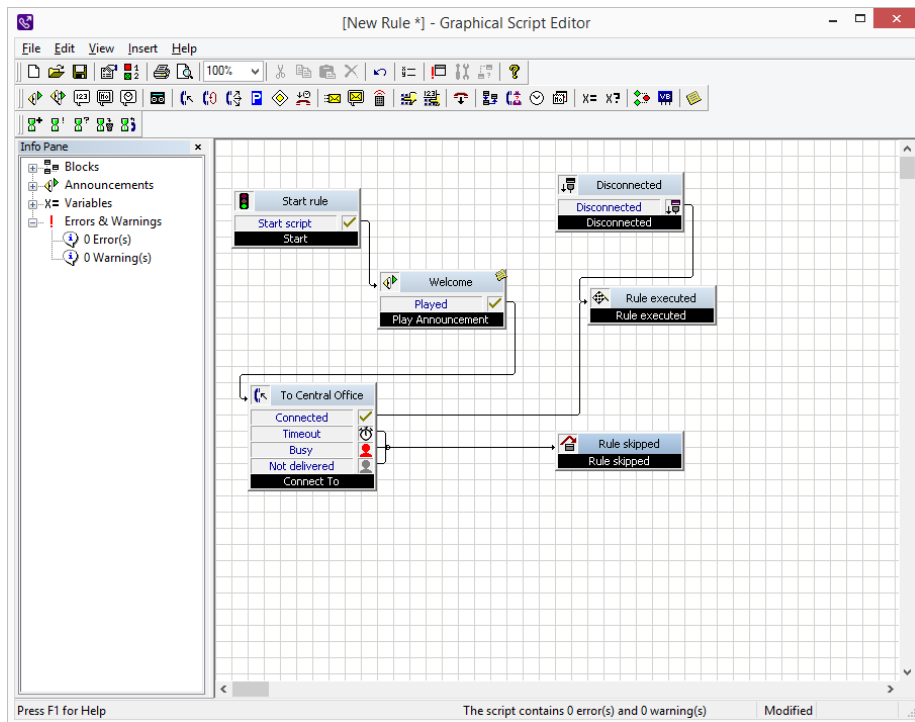 [New Rule *] - Graphical Script Editor
File Edit View Insert Help
100%
Info Pane
Blocks
Announcements
X= Variables
Errors & Warnings
0 Error(s)
0 Warning(s)
Start rule
Start script
Start
Disconnected
Disconnected
Disconnected
Welcome
Played
Play Announcement
Rule executed
Rule executed
To Central Office
Connected
Timeout
Busy
Not delivered
Connect To
Rule skipped
Rule skipped
Press F1 for Help
The script contains 0 error(s) and 0 warning(s)
Modified